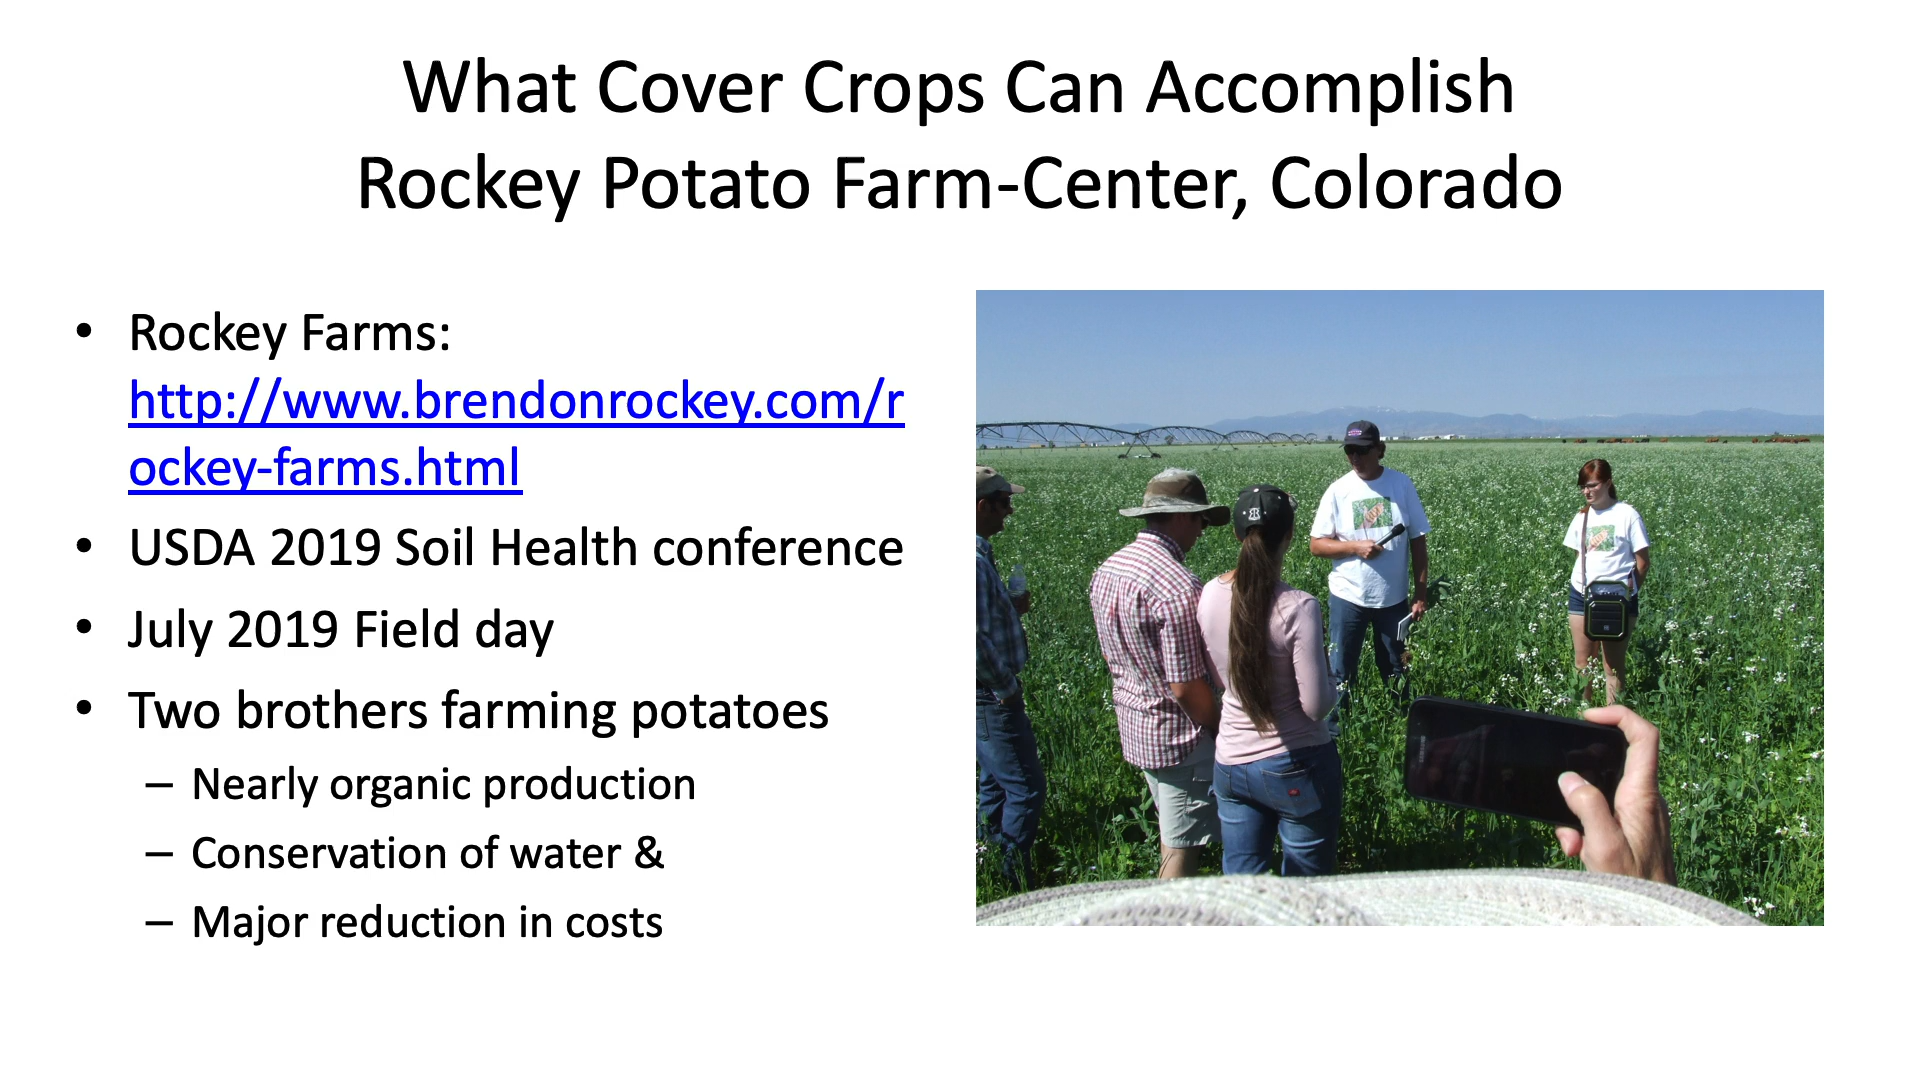 What Cover Crops Can Accomplish
Rockey Potato Farm-Center, Colorado
• Rockey Farms:
http://www.brendonrockey.com/r
ockey-farms.html
• USDA 2019 Soil Health conference
• July 2019 Field day
• Two brothers farming potatoes
– Nearly organic production
– Conservation of water &
– Major reduction in costs